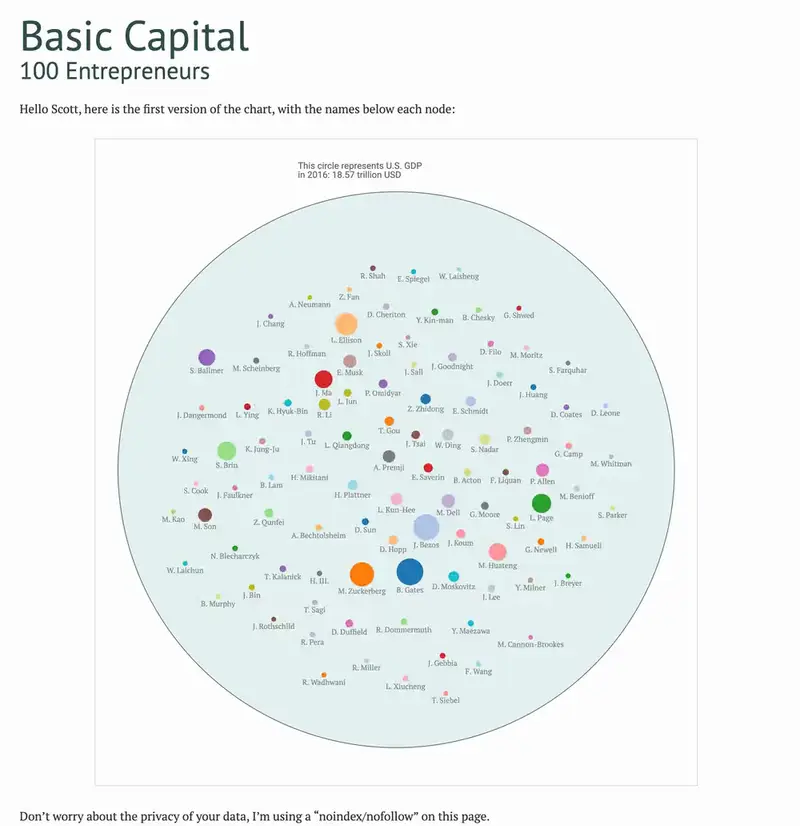 Basic Capital
100 Entrepreneurs
Hello Scott, here is the first version of the chart, with the names below each node:
This circle represents U.S. GDP
in 2016: 18.57 trillion USD
R. Shah
E. Spiegel
W. Laisheng
Z. Fan
A. Neumann
D. Cheriton
Y. Kin-man
B. Chesky
G. Shwed
J. Chang
L. Ellison
S. Xie
R. Hoffman
J. Skoll
D. Filo
M. Moritz
S. Ballmer
M. Scheinberg
E. Musk
J. Sall
J. Goodnight
S. Farquhar
J. Doerr
J. Ma
L. Jun
P. Omidyar
J. Huang
J. Dangermond
L. Ying
K. Hyuk-Bin
R. Li
Z. Zhidong
E. Schmidt
D. Coates
D. Leone
T. Gou
J. Tu
L. Qiangdong
J. Tsai
W. Ding
S. Nadar
P. Zhengmin
K. Jung-Ju
G. Camp
W. Xing
S. Brin
A. Premji
M. Whitman
H. Mikitani
E. Saverin
B. Acton
F. Liquan
P. Allen
B. Lam
S. Cook
J. Faulkner
H. Plattner
M. Benioff
L. Kun-Hee
M. Dell
G. Moore
L. Page
S. Parker
M. Kao
M. Son
Z. Qunfei
D. Sun
S. Lin
A. Bechtolsheim
J. Bezos
J. Koum
D. Hopp
G. Newell
H. Samueli
N. Blecharczyk
M. Huateng
W. Laichun
T. Kalanick
H. III.
M. Zuckerberg
B. Gates
D. Moskovitz
Y. Milner
J. Breyer
J. Bin
J. Lee
B. Murphy
T. Sagi
J. Rothschild
D. Duffield
R. Dommermuth
Y. Maezawa
R. Pera
M. Cannon-Brookes
R. Miller
J. Gebbia
F. Wang
R. Wadhwani
L. Xiucheng
T. Siebel
Don't worry about the privacy of your data, I'm using a “noindex/nofollow” on this page.